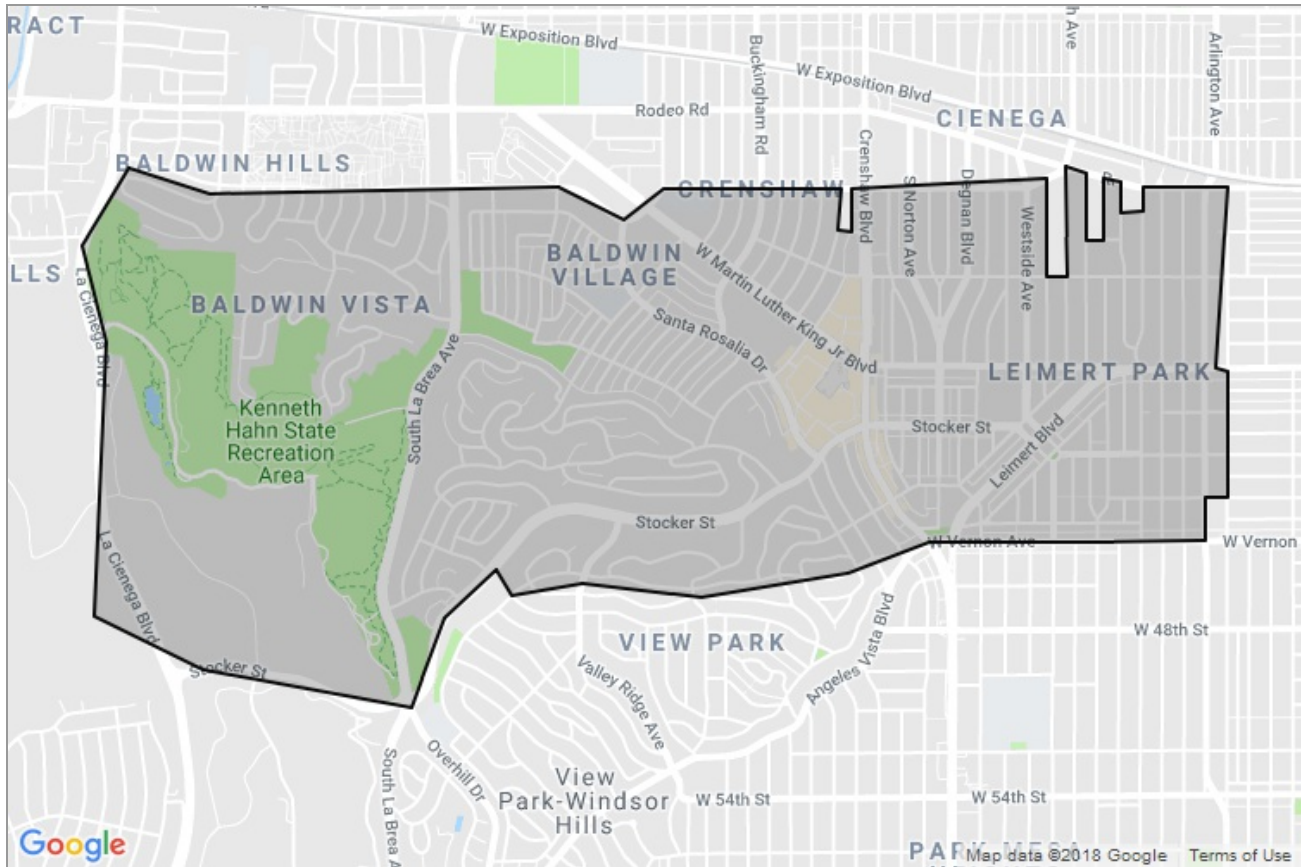 RACT
W Exposition Blvd
Buckingham Rd
W Exposition Blvd
Arlington Ave
Rodeo Rd
CIENEGA
BALDWIN HILLS
CRENSHAW
Crenshaw Blvd
S Norton Ave
Degnan Blvd
Westside Ave
BALDWIN
VILLAGE
W Martin Luther King Jr Blvd
LLS
La Cienega Blvd
BALDWIN VISTA
Santa Rosalia Dr
South La Brea Ave
LEIMERT PARK
Kenneth
Hahn State
Recreation
Area
Stocker St
Leimert Blvd
Stocker St
W Vernon Ave
W Vernon
La Cienega Blvd
VIEW PARK
W 48th St
Stocker St
Valley Ridge Ave
Angeles Vista Blvd
Overhill Dr
South La Brea A
View
Park-Windsor
Hills
W 54th St
W 54th St
Google
PARK MESA
Map data ©2018 Google
Terms of Use